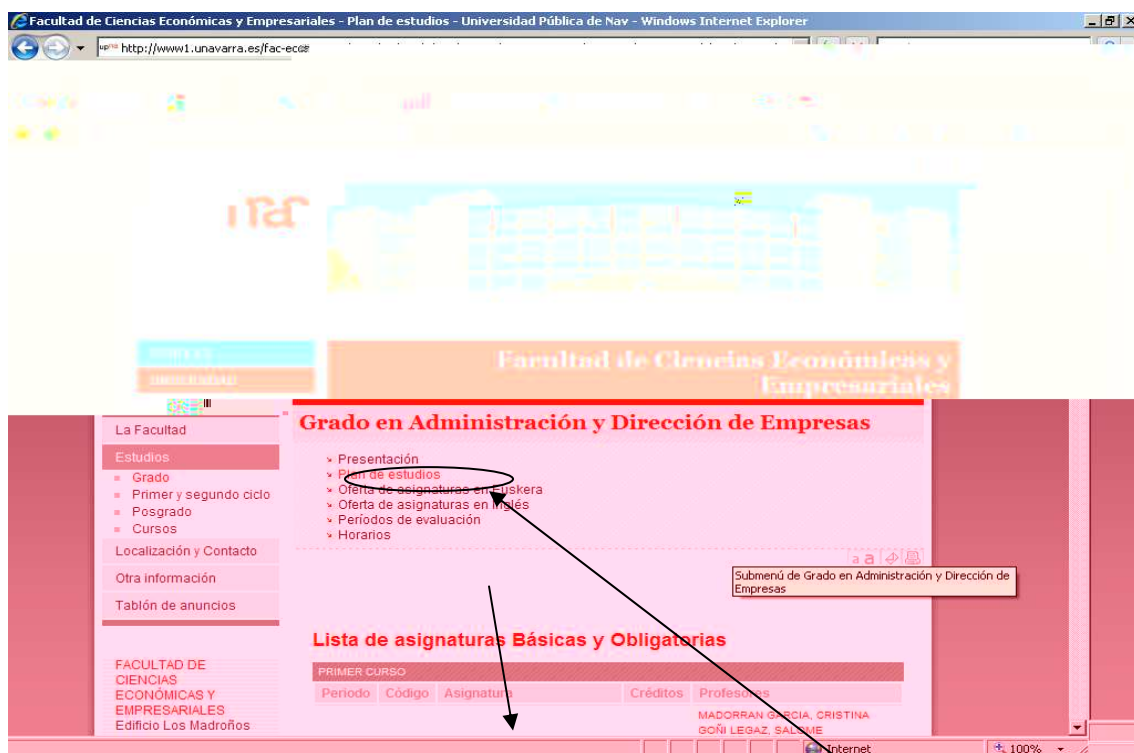 Facultad de Ciencias Económicas y Empresariales - Plan de estudios - Universidad Pública de Nav - Windows Internet Explorer
http://www1.unavarra.es/fac-econ
Facultad de Ciencias Económicas y
Empresariales
Grado en Administración y Dirección de Empresas
La Facultad
Estudios
Grado
Primer y segundo ciclo
Posgrado
Cursos
Localización y Contacto
Otra información
Tablón de anuncios
Presentación
Plan de estudios
Oferta de asignaturas en Euskera
Oferta de asignaturas en Inglés
Períodos de evaluación
Horarios
a a
Submenú de Grado en Administración y Dirección de
Empresas
Lista de asignaturas Básicas y Obligatorias
PRIMER CURSO
Periodo Código Asignatura Créditos Profesores
MADORRAN GARCIA, CRISTINA
GOÑI LEGAZ, SALOME
FACULTAD DE
CIENCIAS
ECONÓMICAS Y
EMPRESARIALES
Edificio Los Madroños
Internet
100%